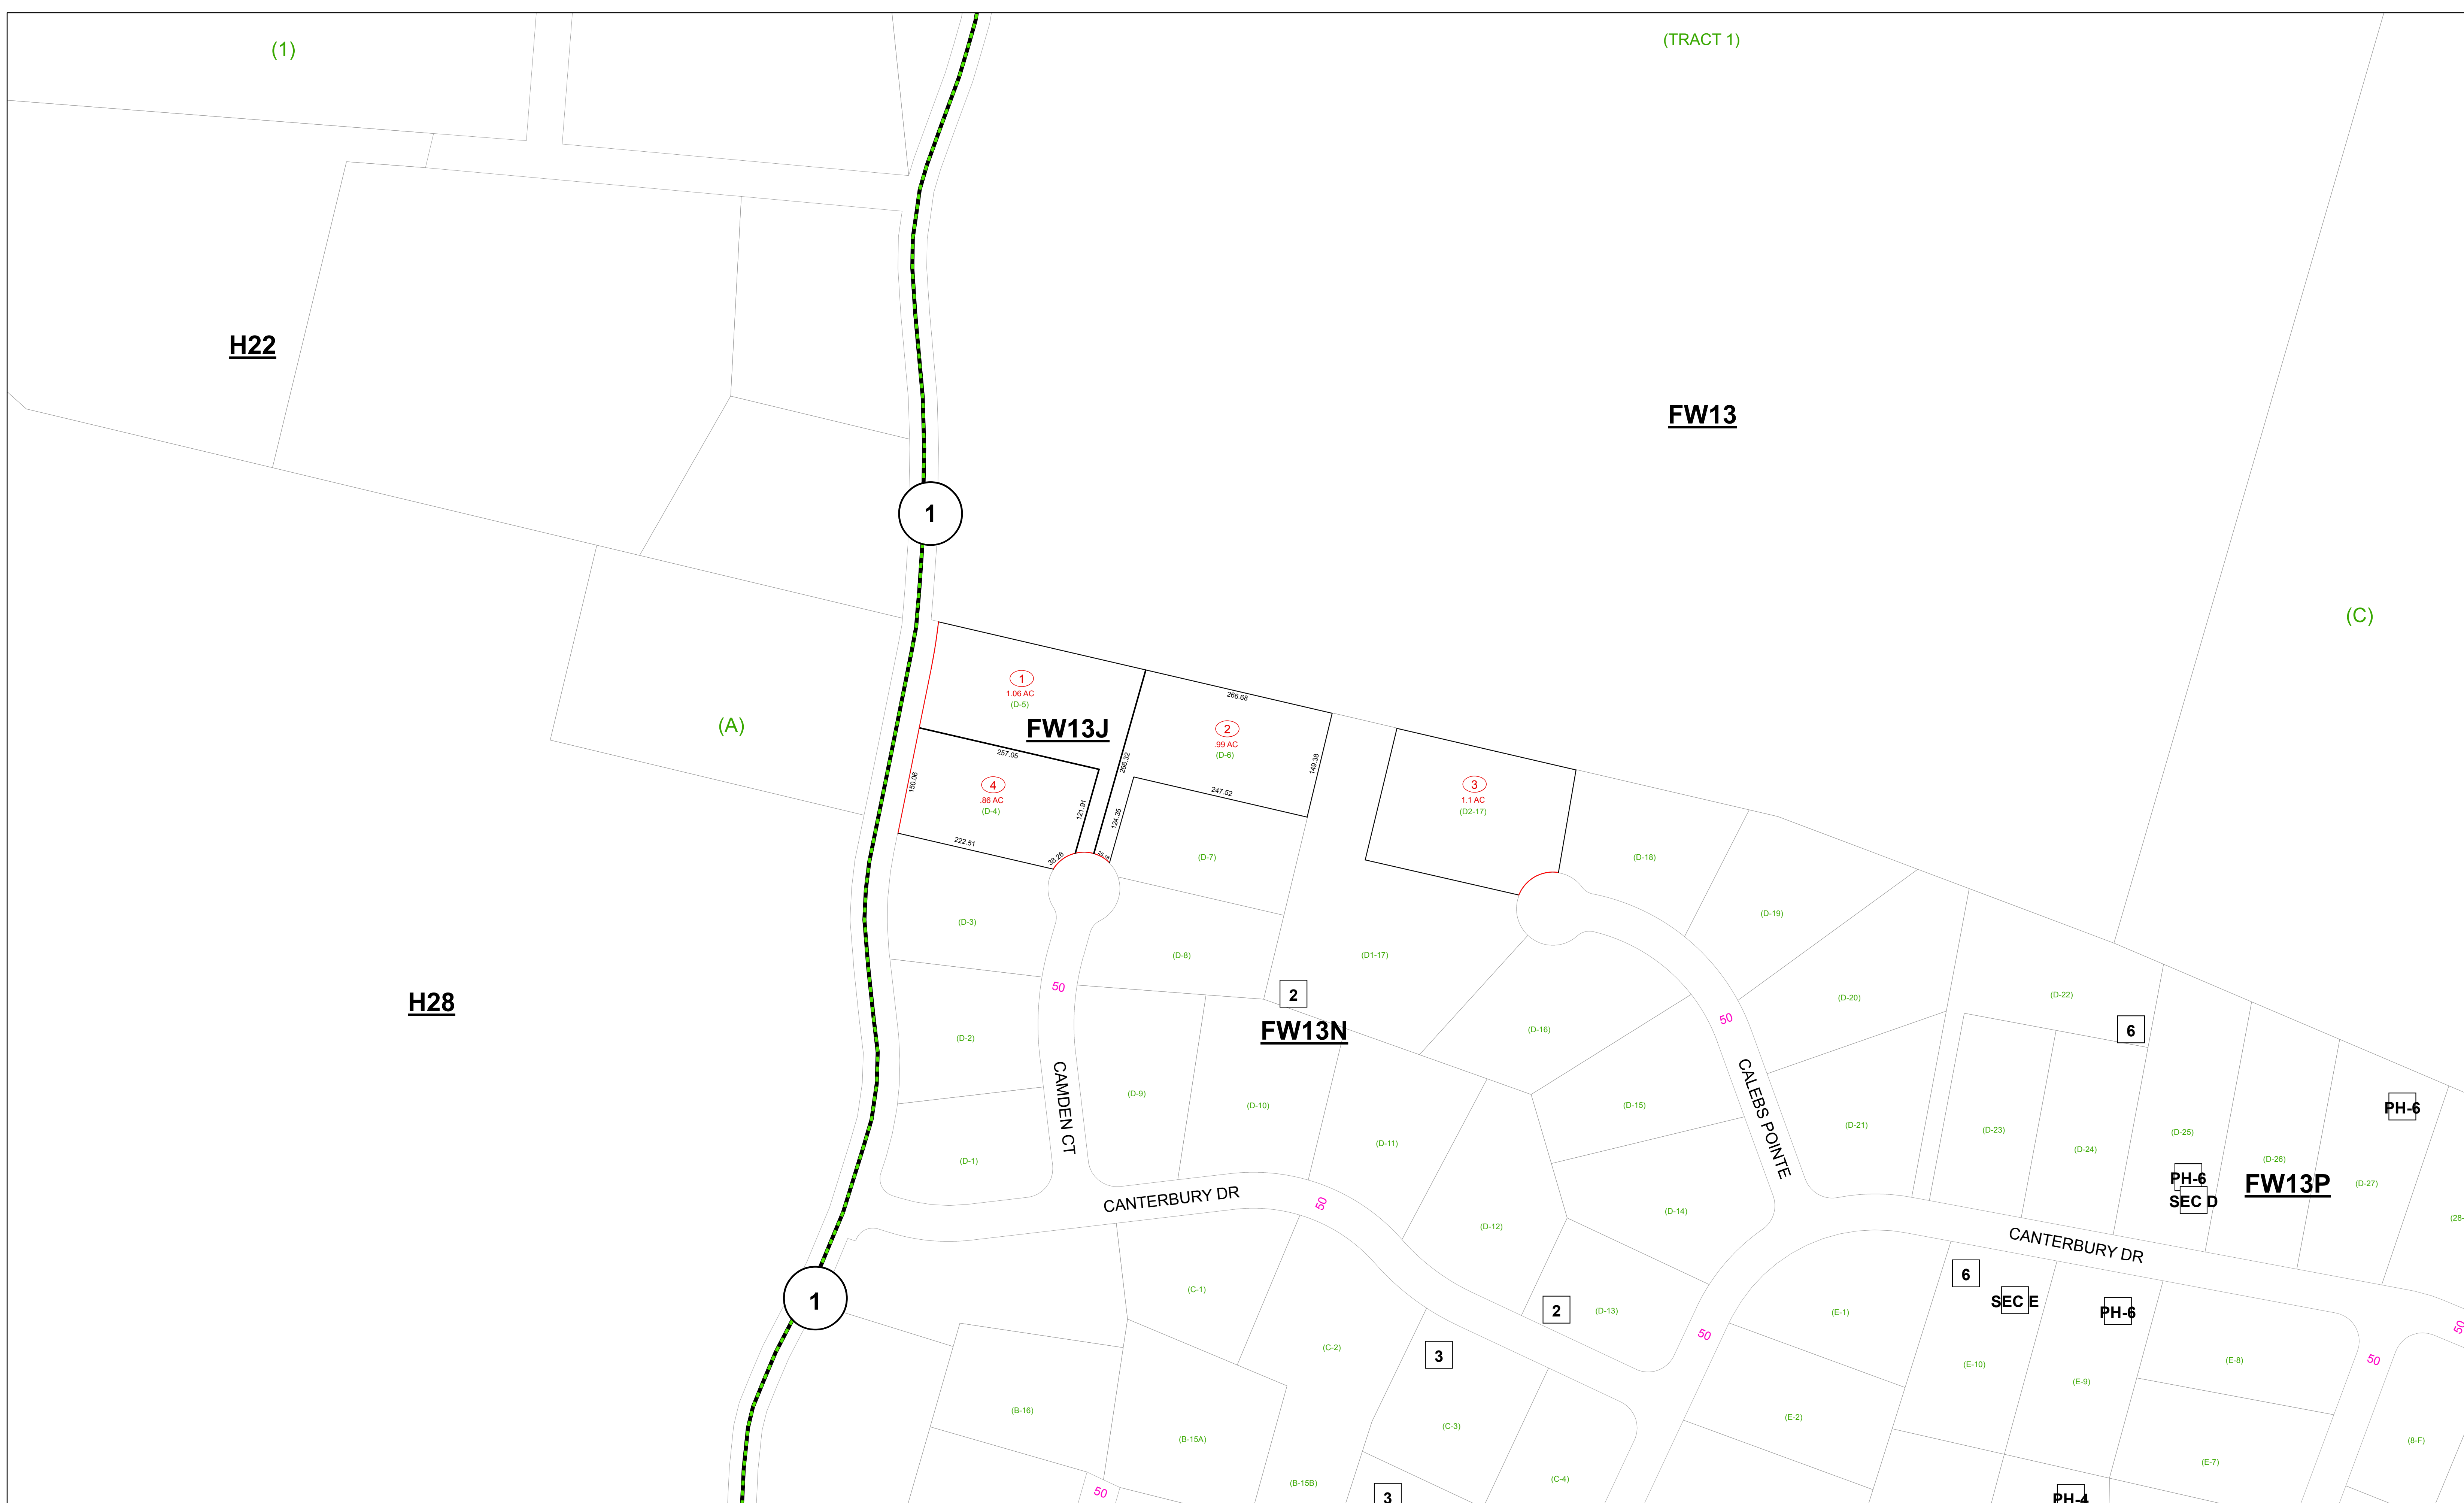 (1)
(TRACT 1)
H22
FW13
1
(C)
(A)
1
1.06 AC
(D-5)
FW13J
266.68
2
.99 AC
(D-6)
257.05
266.32
149.38
150.06
4
.86 AC
(D-4)
121.91
124.35
247.52
3
1.1 AC
(D2-17)
222.51
38.26
(D-7)
(D-18)
(D-3)
(D-19)
(D-8)
(D1-17)
50
2
(D-20)
(D-22)
H28
FW13N
50
(D-16)
6
(D-2)
CAMDEN CT
CALEBS POINTE
(D-9)
(D-10)
(D-15)
PH-6
(D-11)
(D-21)
(D-23)
(D-24)
(D-25)
(D-1)
(D-26)
PH-6
FW13P
(D-27)
SEC D
CANTERBURY DR
50
(D-12)
(D-14)
(28-
CANTERBURY DR
6
(C-1)
1
SEC E
2
(D-13)
(E-1)
PH-6
50
50
(C-2)
3
50
(E-10)
(E-8)
(E-9)
(B-16)
(E-2)
(C-3)
(B-15A)
(8-F)
(E-7)
(C-4)
(B-15B)
50
3
PH-4